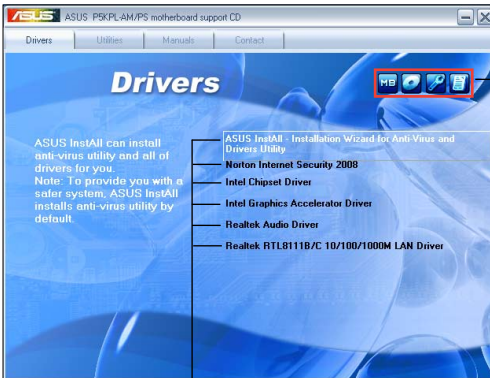 ASUS P5KPL-AM/PS motherboard support CD
Drivers Utilities Manuals Contact
Drivers
MB
ASUS InstAll can install
anti-virus utility and all of
drivers for you.
Note: To provide you with a
safer system, ASUS InstAll
installs anti-virus utility by
default.
ASUS InstAll - Installation Wizard for Anti-Virus and
Drivers Utility
Norton Internet Security 2008
Intel Chipset Driver
Intel Graphics Accelerator Driver
Realtek Audio Driver
Realtek RTL8111B/C 10/100/1000M LAN Driver